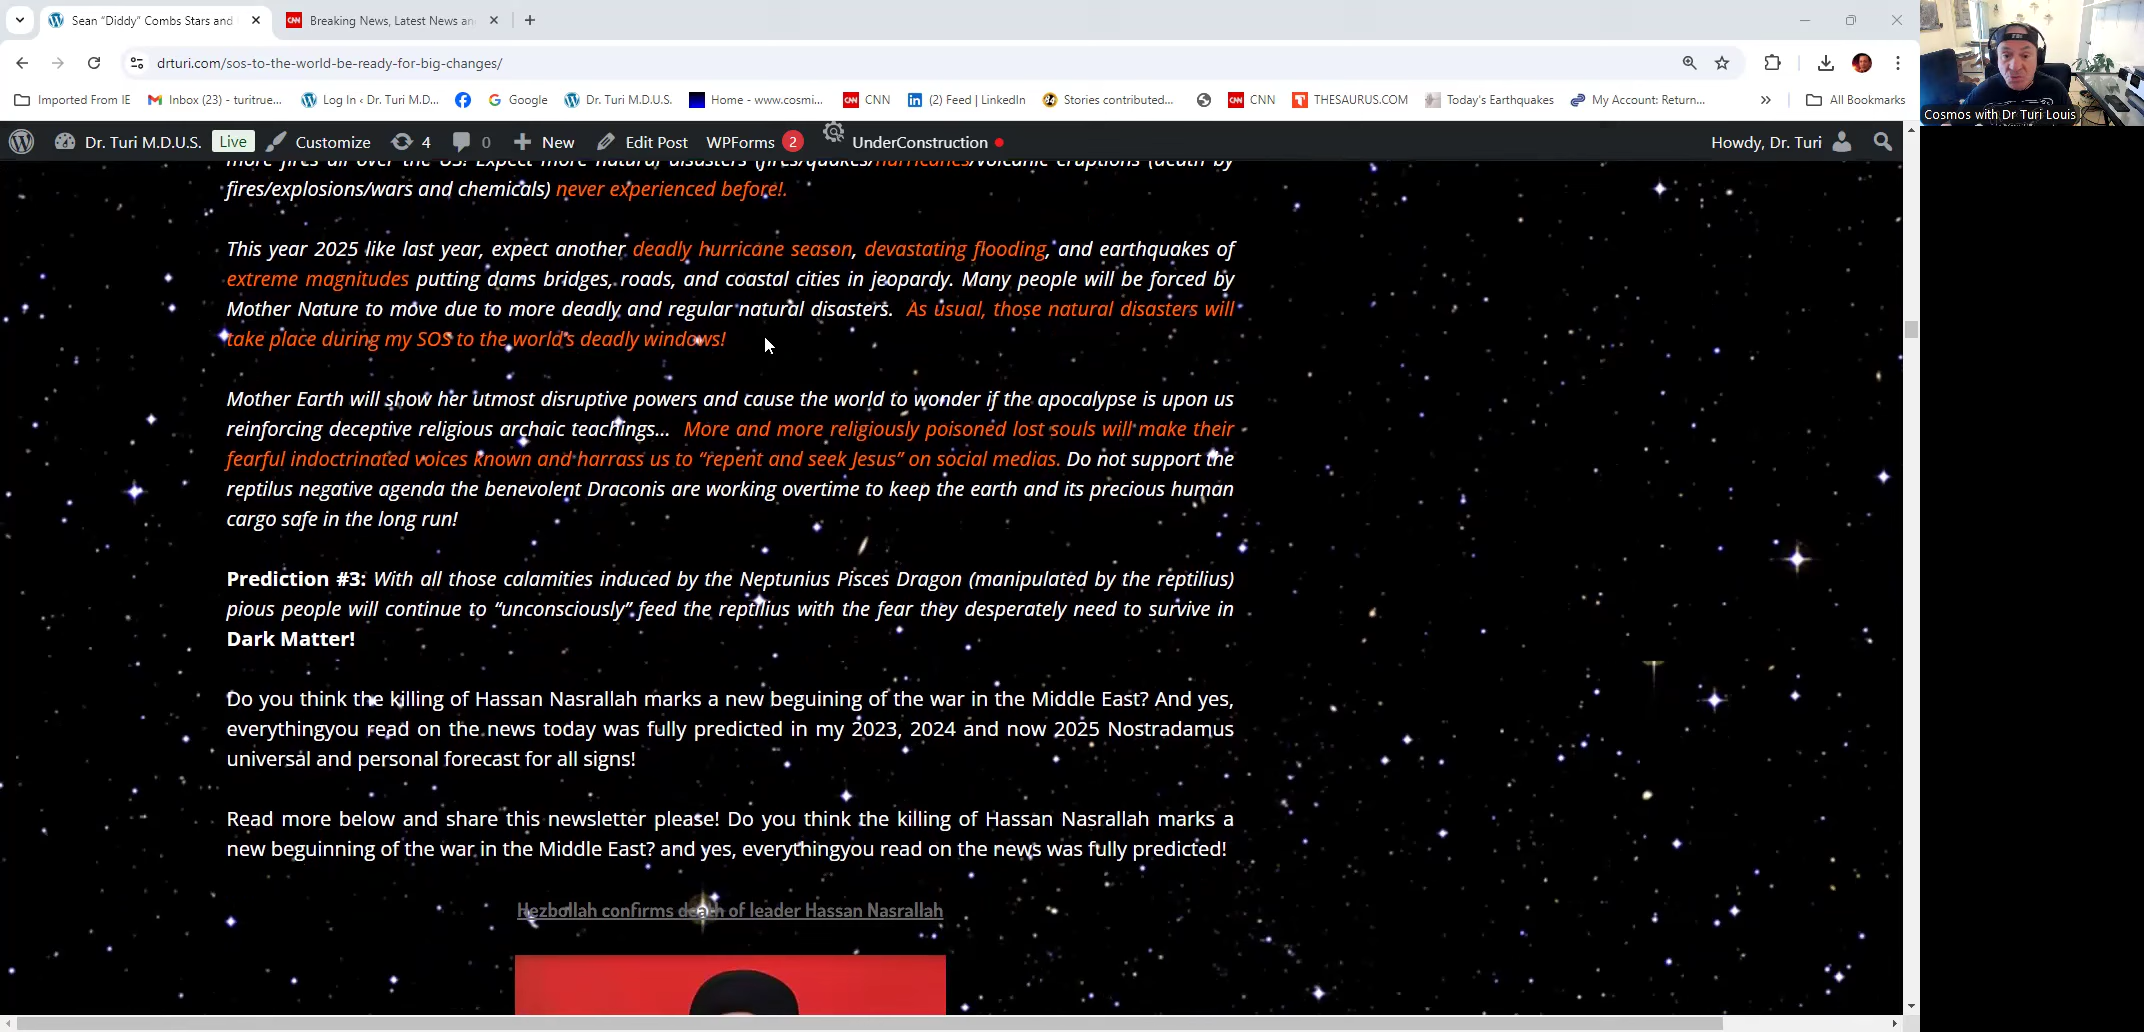 Sean “Diddy” Combs Stars and
Breaking News, Latest News an
drturi.com/sos-to-the-world-be-ready-for-big-changes/
Imported From IE
Inbox (23) - turitrue...
Log In ‹ Dr. Turi M.D...
Google
Dr. Turi M.D.U.S.
Home - www.cosmi...
CNN
(2) Feed | LinkedIn
Stories contributed...
CNN
THESAURUS.COM
Today's Earthquakes
My Account: Return...
All Bookmarks
Cosmos with Dr Turi Louis
Dr. Turi M.D.U.S. Live Customize 4 0 New Edit Post WPForms 2 UnderConstruction Howdy, Dr. Turi
more fires all over the US! Expect more natural disasters (fires/quakes/hurricanes/volcanic eruptions (death by
fires/explosions/wars and chemicals) never experienced before!.
This year 2025 like last year, expect another deadly hurricane season, devastating flooding, and earthquakes of
extreme magnitudes putting dams bridges, roads, and coastal cities in jeopardy. Many people will be forced by
Mother Nature to move due to more deadly and regular natural disasters. As usual, those natural disasters will
take place during my SOS to the world's deadly windows!
Mother Earth will show her utmost disruptive powers and cause the world to wonder if the apocalypse is upon us
reinforcing deceptive religious archaic teachings... More and more religiously poisoned lost souls will make their
fearful indoctrinated voices known and harrass us to “repent and seek Jesus” on social medias. Do not support the
reptilus negative agenda the benevolent Draconis are working overtime to keep the earth and its precious human
cargo safe in the long run!
Prediction #3: With all those calamities induced by the Neptunius Pisces Dragon (manipulated by the reptilius)
pious people will continue to “unconsciously” feed the reptilius with the fear they desperately need to survive in
Dark Matter!
Do you think the killing of Hassan Nasrallah marks a new beguining of the war in the Middle East? And yes,
everythingyou read on the news today was fully predicted in my 2023, 2024 and now 2025 Nostradamus
universal and personal forecast for all signs!
Read more below and share this newsletter please! Do you think the killing of Hassan Nasrallah marks a
new beguinning of the war in the Middle East? and yes, everythingyou read on the news was fully predicted!
Hezbollah confirms death of leader Hassan Nasrallah